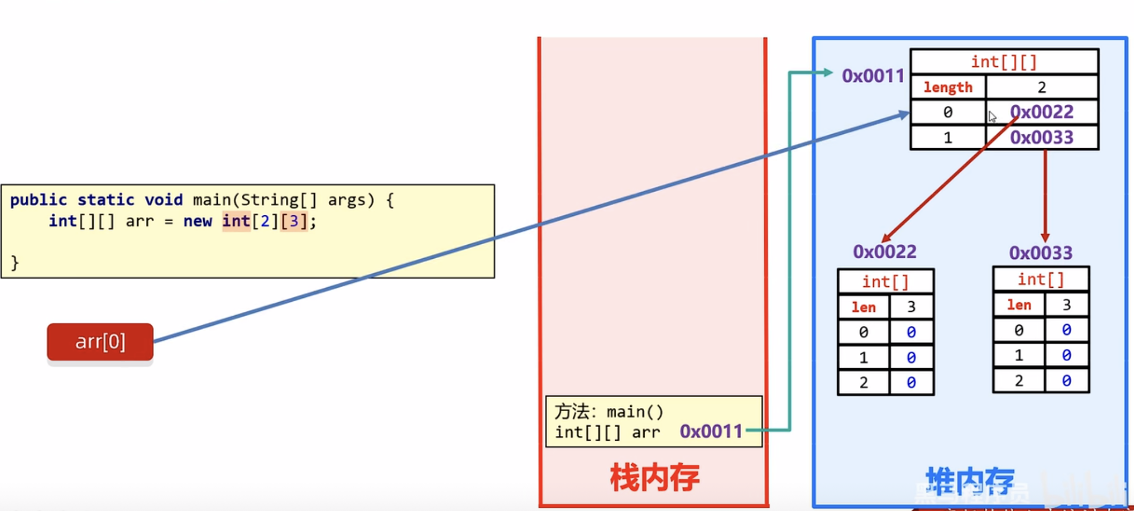 public static void main(String[] args) {
int[][] arr = new int[2][3];
}
arr[0]
方法: main()
int[][] arr 0x0011
栈内存
0x0011
int[][]
length 2
0 0x0022
1 0x0033
0x0022
int[]
len 3
0 0
1 0
2 0
0x0033
int[]
len 3
0 0
1 0
2 0
堆内存
bilibili